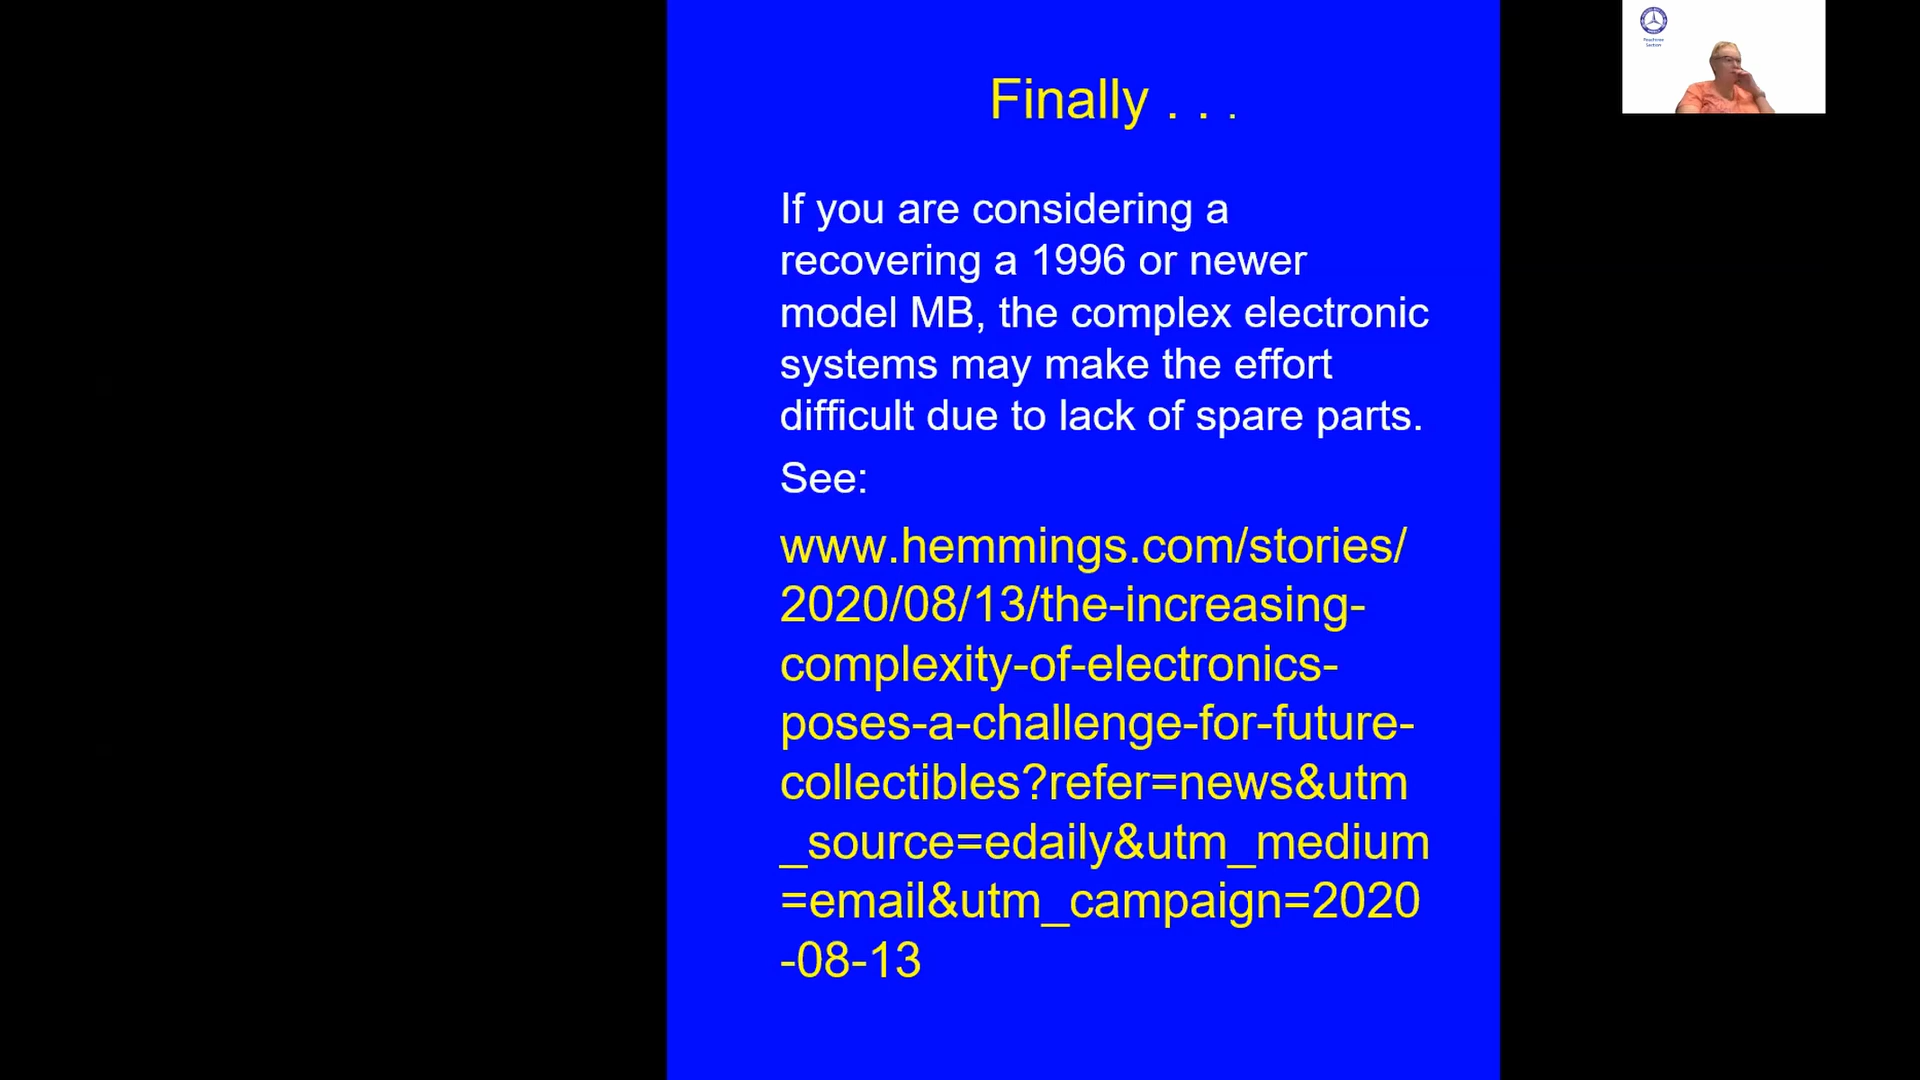 Finally . . .
If you are considering a
recovering a 1996 or newer
model MB, the complex electronic
systems may make the effort
difficult due to lack of spare parts.
See:
www.hemmings.com/stories/
2020/08/13/the-increasing-
complexity-of-electronics-
poses-a-challenge-for-future-
collectibles?refer=news&utm
_source=edaily&utm_medium
=email&utm_campaign=2020
-08-13
Peachtree
Section